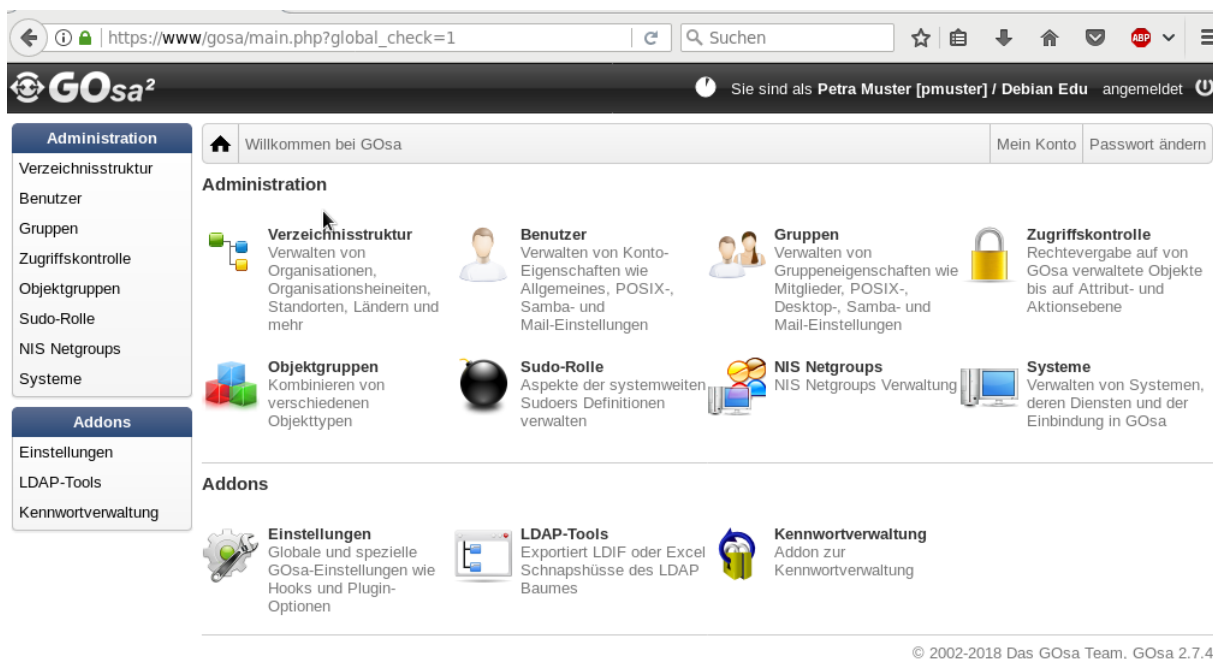 https://www/gosa/main.php?global_check=1
Suchen
ABP
GOsa²
Sie sind als Petra Muster [pmuster] / Debian Edu angemeldet
Administration
Verzeichnisstruktur
Benutzer
Gruppen
Zugriffskontrolle
Objektgruppen
Sudo-Rolle
NIS Netgroups
Systeme
Addons
Einstellungen
LDAP-Tools
Kennwortverwaltung
Willkommen bei GOsa
Mein Konto
Passwort ändern
Administration
Verzeichnisstruktur
Verwalten von
Organisationen,
Organisationsheineiten,
Standorten, Ländern und
mehr
Benutzer
Verwalten von Konto-
Eigenschaften wie
Allgemeines, POSIX-,
Samba- und
Mail-Einstellungen
Gruppen
Verwalten von
Gruppeneigenschaften wie
Mitglieder, POSIX-,
Desktop-, Samba- und
Mail-Einstellungen
Zugriffskontrolle
Rechtevergabe auf von
GOsa verwaltete Objekte
bis auf Attribut- und
Aktionsebene
Objektgruppen
Kombinieren von
verschiedenen
Objekttypen
Sudo-Rolle
Aspekte der systemweiten
Sudoers Definitionen
verwalten
NIS Netgroups
NIS Netgroups Verwaltung
Systeme
Verwalten von Systemen,
deren Diensten und der
Einbindung in GOsa
Addons
Einstellungen
Globale und spezielle
GOsa-Einstellungen wie
Hooks und Plugin-
Optionen
LDAP-Tools
Exportiert LDIF oder Excel
Schnapshüsse des LDAP
Baumes
Kennwortverwaltung
Addon zur
Kennwortverwaltung
© 2002-2018 Das GOsa Team, GOsa 2.7.4